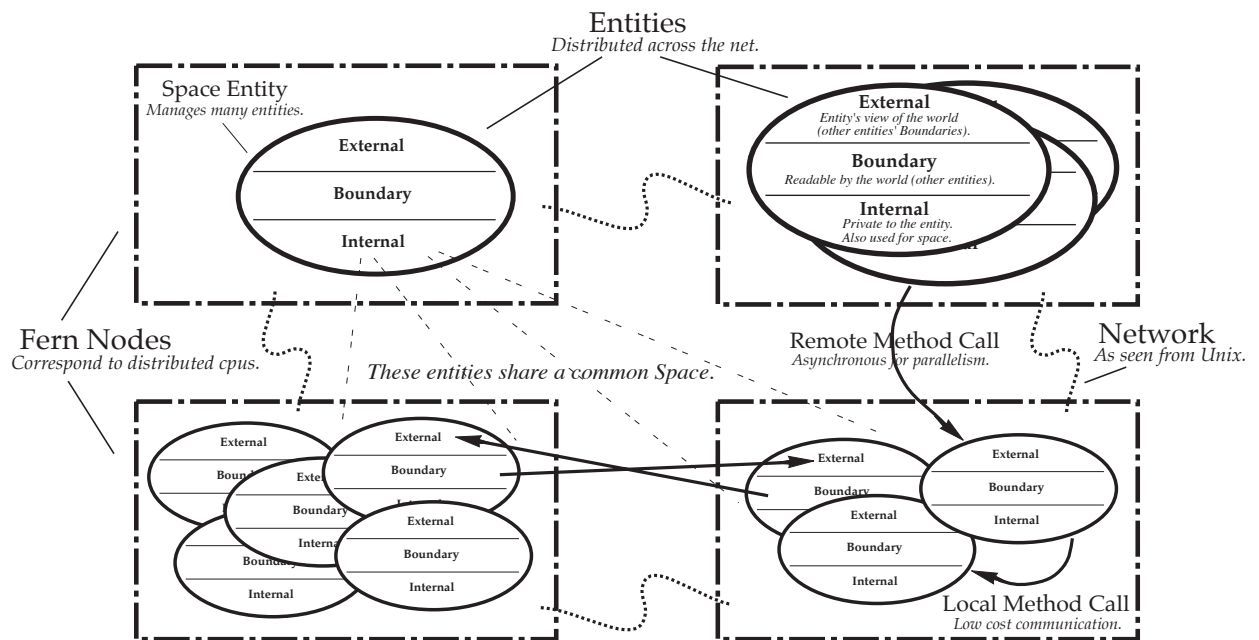 Entities
Distributed across the net.
Space Entity
Manages many entities.
External
Boundary
Internal
External
Entity's view of the world
(other entities' Boundaries).
Boundary
Readable by the world (other entities).
Internal
Private to the entity.
Also used for space.
Fern Nodes
Correspond to distributed cpus.
Remote Method Call
Asynchronous for parallelism.
Network
As seen from Unix.
These entities share a common Space.
External
External
Boundary
Internal
Boundary
Internal
Internal
External
Boundary
Internal
External
Boundary
External
Boundary
Internal
External
Boundary
Internal
Local Method Call
Low cost communication.